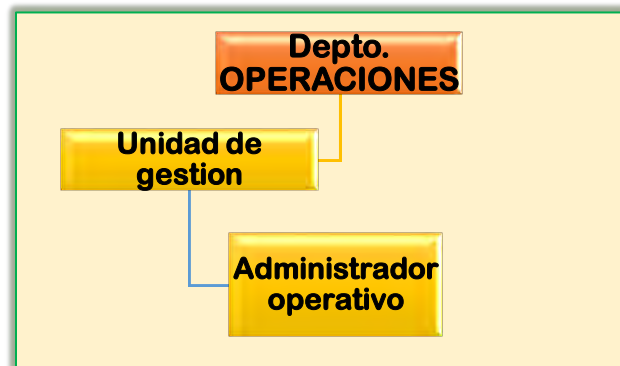 Depto.
OPERACIONES
Unidad de
gestion
Administrador
operativo